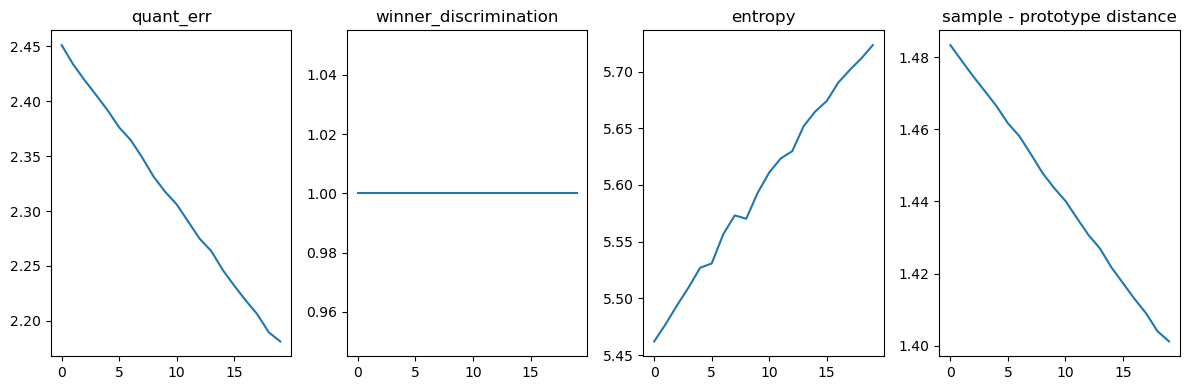 quant_err
2.45
2.40
2.35
2.30
2.25
2.20
0 5 10 15
winner_discrimination
1.04
1.02
1.00
0.98
0.96
0 5 10 15
entropy
5.70
5.65
5.60
5.55
5.50
5.45
0 5 10 15
sample - prototype distance
1.48
1.46
1.44
1.42
1.40
0 5 10 15